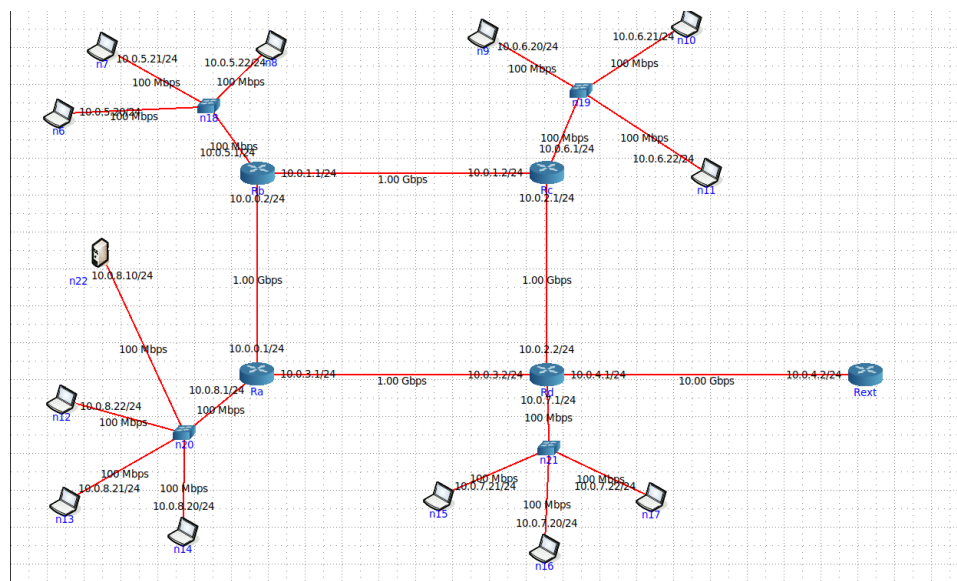 n7
10.0.5.21/24
10.0.5.22/24
n8
100 Mbps
100 Mbps
n6
10.0.5.20/24
100 Mbps
n18
100 Mbps
10.0.5.1/24
n9
10.0.6.20/24
10.0.6.21/24
n10
100 Mbps
100 Mbps
n19
100 Mbps
100 Mbps
10.0.6.1/24
10.0.6.22/24
n11
Rb
10.0.1.1/24
1.00 Gbps
10.0.1.2/24
Rc
10.0.0.2/24
10.0.2.1/24
n22
10.0.8.10/24
1.00 Gbps
1.00 Gbps
100 Mbps
10.0.0.1/24
10.0.2.2/24
Ra
10.0.3.1/24
1.00 Gbps
10.0.3.2/24
Rd
10.0.4.1/24
10.00 Gbps
10.0.4.2/24
Rext
10.0.8.1/24
100 Mbps
10.0.7.1/24
100 Mbps
n12
10.0.8.22/24
100 Mbps
n20
n21
100 Mbps
10.0.8.21/24
n13
100 Mbps
10.0.8.20/24
n14
100 Mbps
10.0.7.21/24
n15
100 Mbps
10.0.7.22/24
n17
100 Mbps
10.0.7.20/24
n16